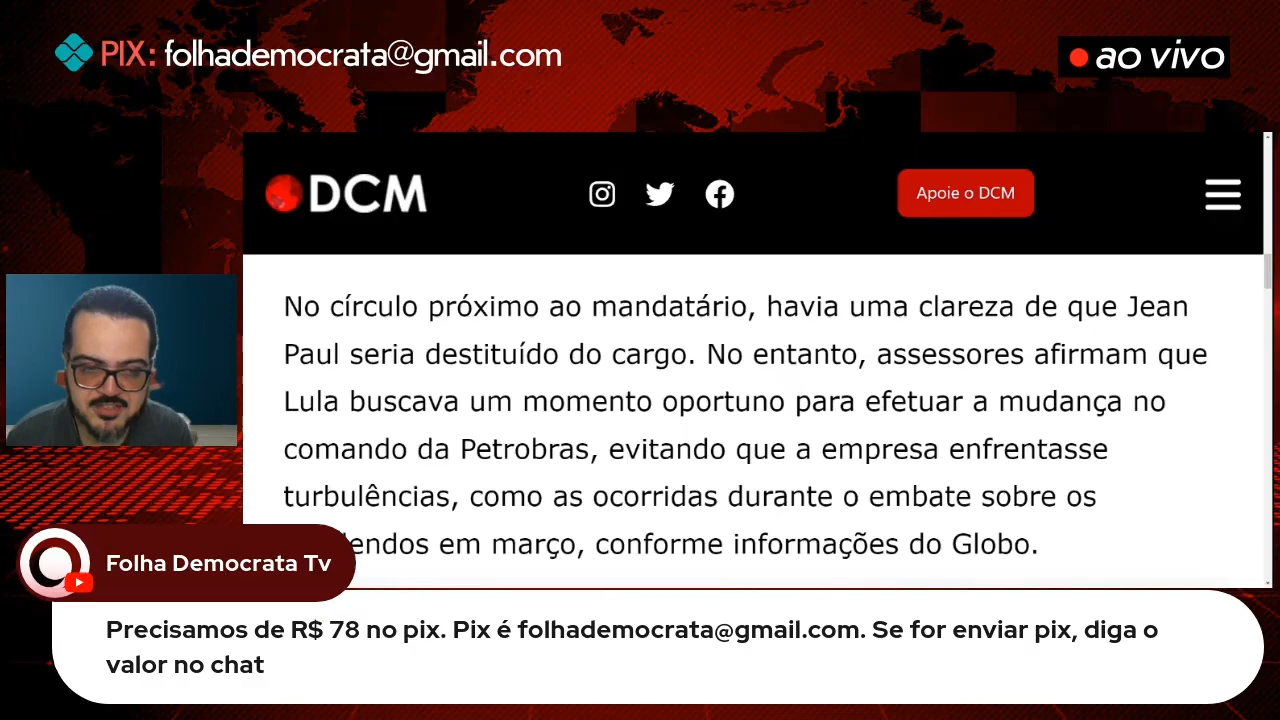 PIX: folhademocrata@gmail.com
ao vivo
DCM
Apoie o DCM
No círculo próximo ao mandatário, havia uma clareza de que Jean
Paul seria destituído do cargo. No entanto, assessores afirmam que
Lula buscava um momento oportuno para efetuar a mudança no
comando da Petrobras, evitando que a empresa enfrentasse
turbulências, como as ocorridas durante o embate sobre os
endos em março, conforme informações do Globo.
Folha Democrata Tv
Precisamos de R$ 78 no pix. Pix é folhademocrata@gmail.com. Se for enviar pix, diga o
valor no chat